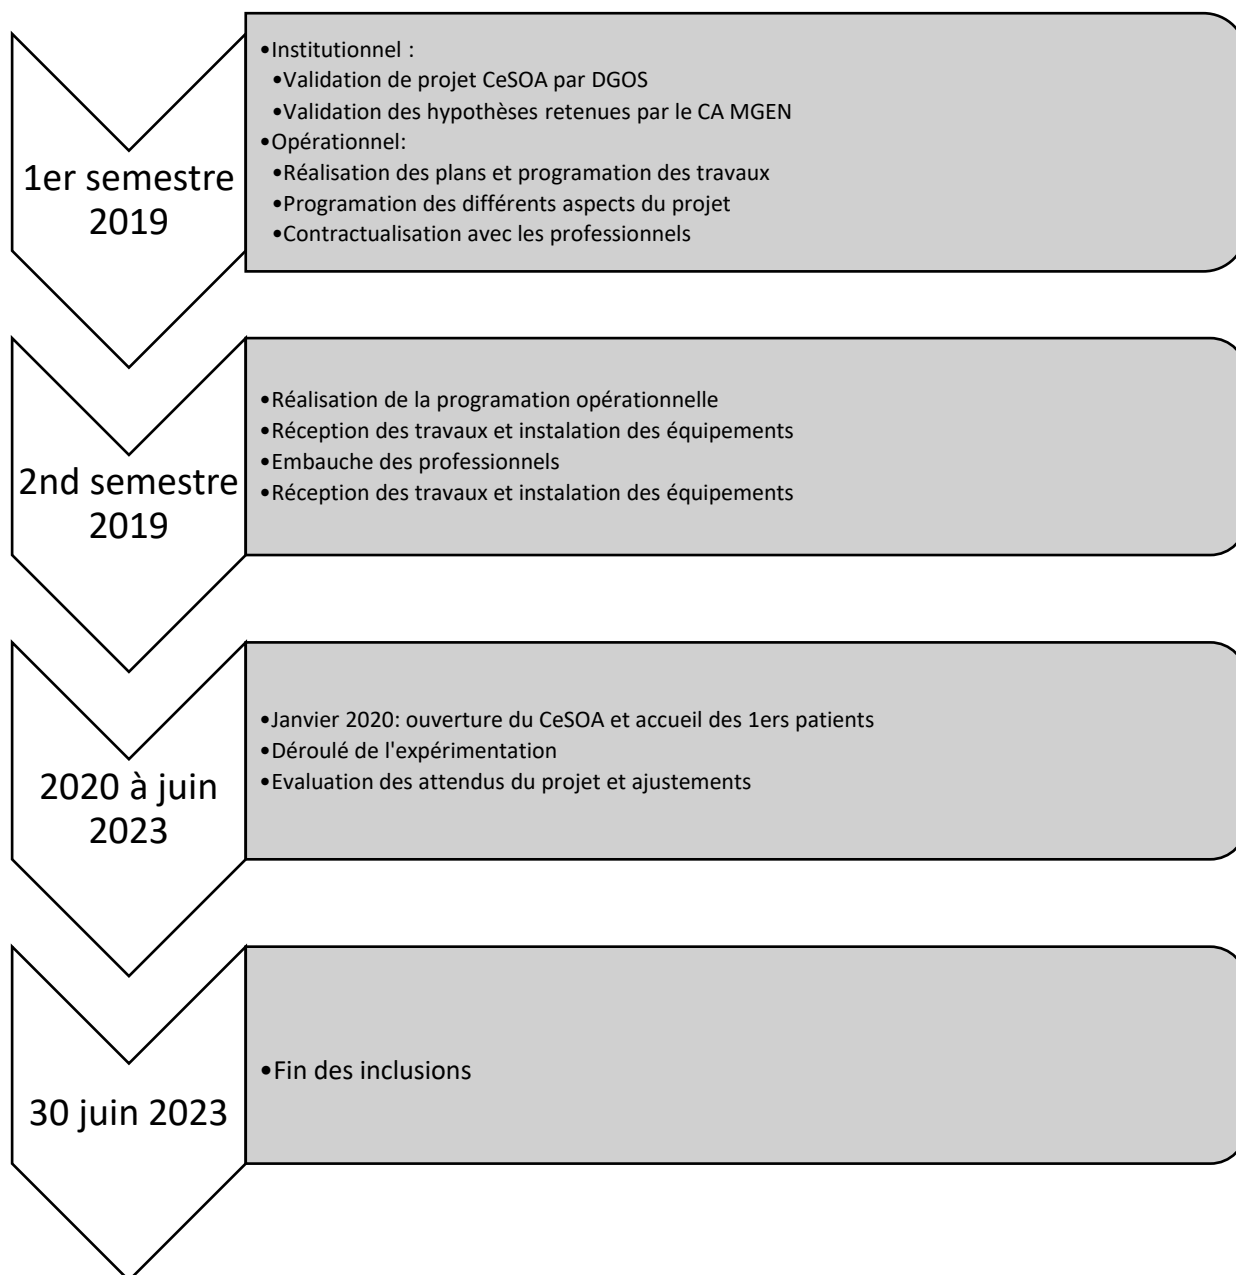 1er semestre
2019
•Institutionnel :
•Validation de projet CeSOA par DGOS
•Validation des hypothèses retenues par le CA MGEN
•Opérationnel:
•Réalisation des plans et programation des travaux
•Programation des différents aspects du projet
•Contractualisation avec les professionnels
2nd semestre
2019
•Réalisation de la programation opérationnelle
•Réception des travaux et instalation des équipements
•Embauche des professionnels
•Réception des travaux et instalation des équipements
2020 à juin
2023
•Janvier 2020: ouverture du CeSOA et accueil des 1ers patients
•Déroulé de l'expérimentation
•Evaluation des attendus du projet et ajustements
30 juin 2023
•Fin des inclusions